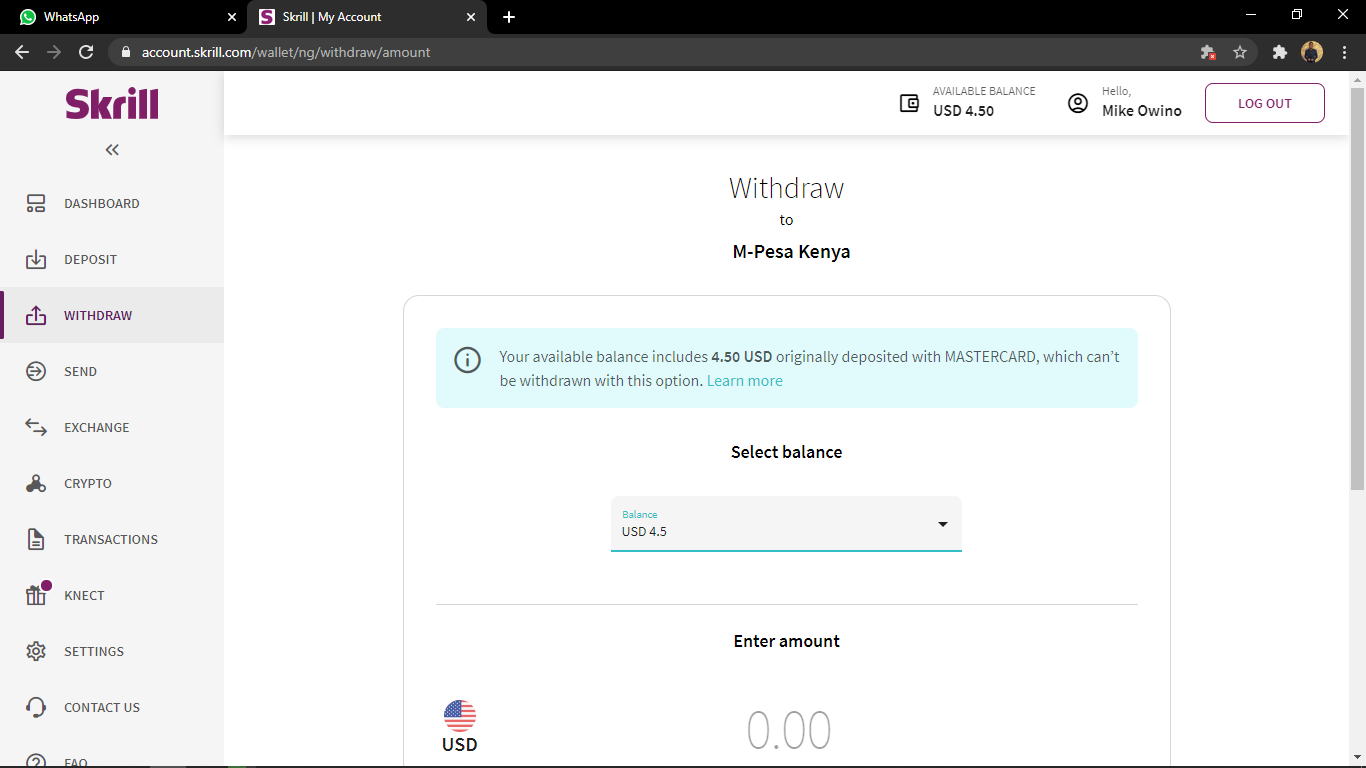 WhatsApp
Skrill | My Account
account.skrill.com/wallet/ng/withdraw/amount
Skrill
AVAILABLE BALANCE
USD 4.50
Hello,
Mike Owino
LOG OUT
DASHBOARD
DEPOSIT
WITHDRAW
SEND
EXCHANGE
CRYPTO
TRANSACTIONS
KNECT
SETTINGS
CONTACT US
FAQ
Withdraw
to
M-Pesa Kenya
Your available balance includes 4.50 USD originally deposited with MASTERCARD, which can’t
be withdrawn with this option. Learn more
Select balance
Balance
USD 4.5
Enter amount
USD
0.00